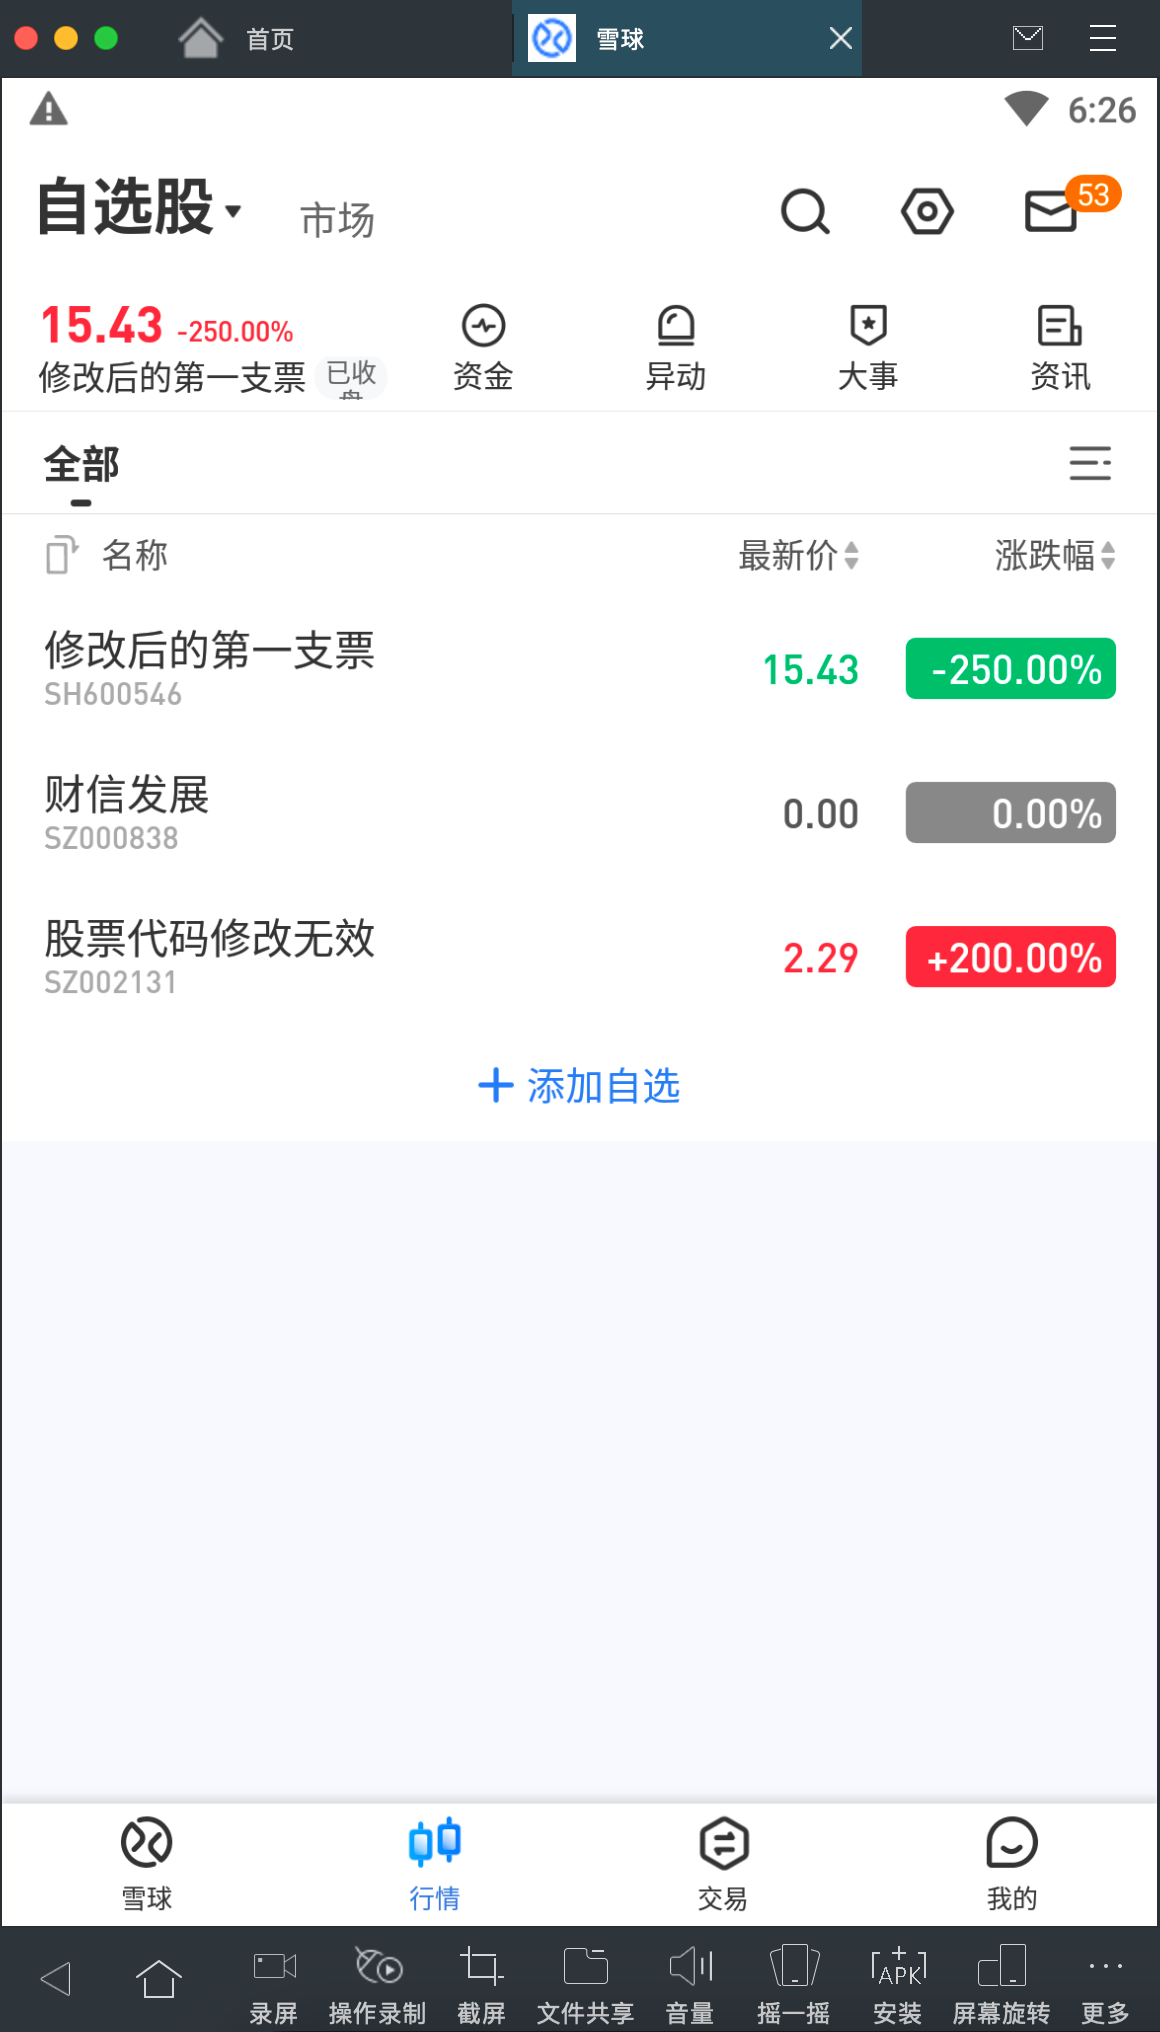 首页
雪球
6:26
自选股
市场
53
15.43 -250.00%
修改后的第一支票
已收
盘
资金
异动
大事
资讯
全部
名称
最新价
涨跌幅
修改后的第一支票
SH600546
15.43
-250.00%
财信发展
SZ000838
0.00
0.00%
股票代码修改无效
SZ002131
2.29
+200.00%
添加自选
雪球
行情
交易
我的
录屏
操作录制
截屏
文件共享
音量
摇一摇
APK
安装
屏幕旋转
更多